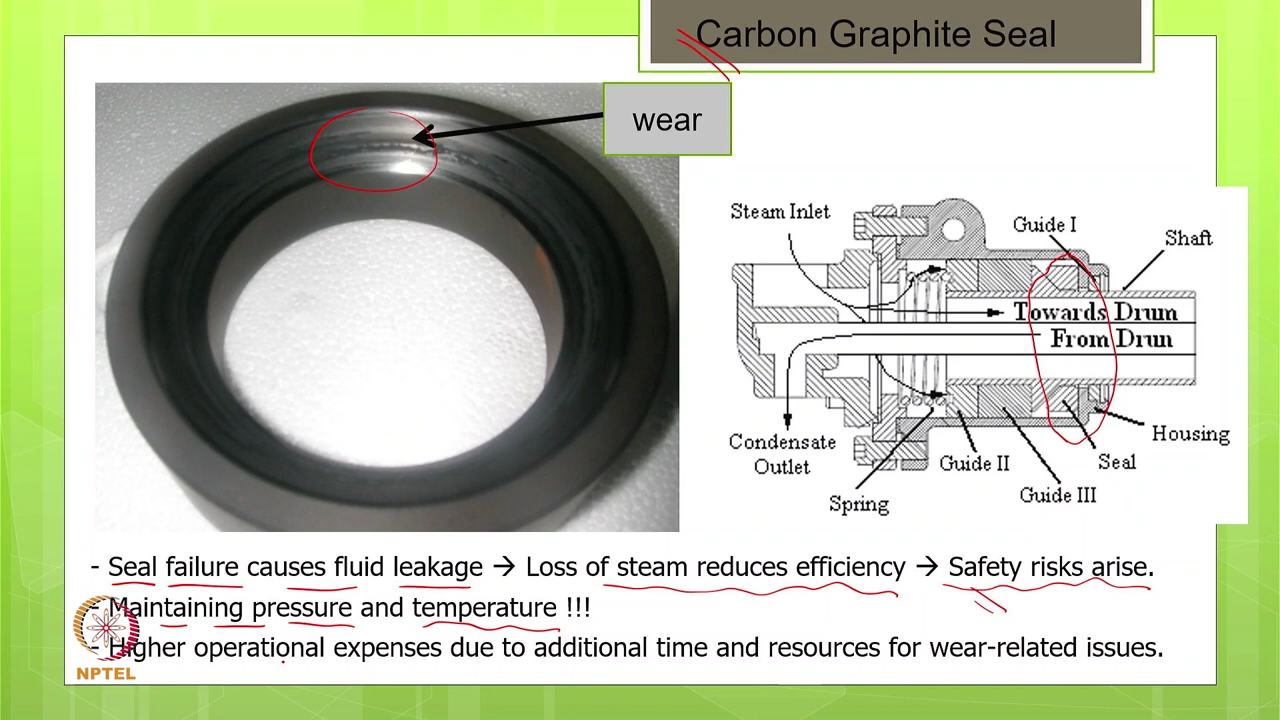 Carbon Graphite Seal
wear
Steam Inlet
Guide I
Shaft
Towards Drum
From Drun
Condensate
Outlet
Spring
Guide II
Guide III
Seal
Housing
- Seal failure causes fluid leakage → Loss of steam reduces efficiency → Safety risks arise.
- Maintaining pressure and temperature !!!
- Higher operational expenses due to additional time and resources for wear-related issues.
NPTEL